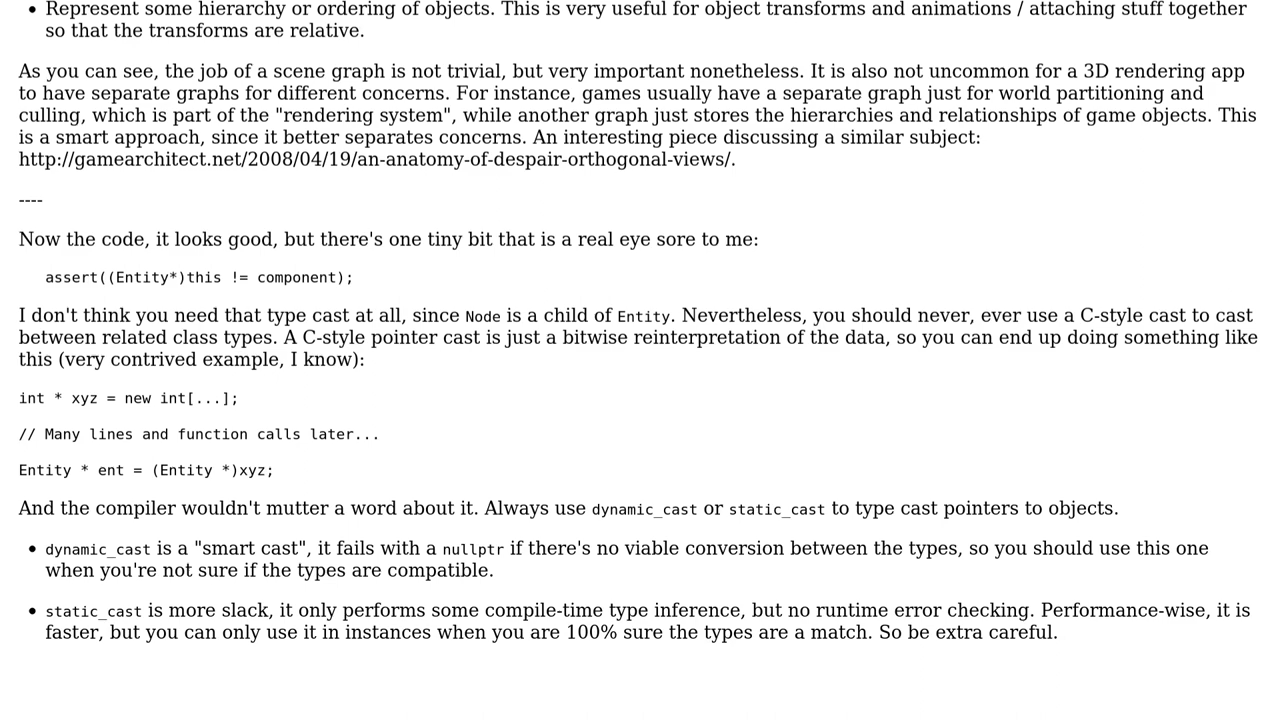 • Represent some hierarchy or ordering of objects. This is very useful for object transforms and animations / attaching stuff together
so that the transforms are relative.
As you can see, the job of a scene graph is not trivial, but very important nonetheless. It is also not uncommon for a 3D rendering app
to have separate graphs for different concerns. For instance, games usually have a separate graph just for world partitioning and
culling, which is part of the "rendering system", while another graph just stores the hierarchies and relationships of game objects. This
is a smart approach, since it better separates concerns. An interesting piece discussing a similar subject:
http://gamearchitect.net/2008/04/19/an-anatomy-of-despair-orthogonal-views/.
----
Now the code, it looks good, but there's one tiny bit that is a real eye sore to me:
assert((Entity*)this != component);
I don't think you need that type cast at all, since Node is a child of Entity. Nevertheless, you should never, ever use a C-style cast to cast
between related class types. A C-style pointer cast is just a bitwise reinterpretation of the data, so you can end up doing something like
this (very contrived example, I know):
int * xyz = new int[...];
// Many lines and function calls later...
Entity * ent = (Entity *)xyz;
And the compiler wouldn't mutter a word about it. Always use dynamic_cast or static_cast to type cast pointers to objects.
• dynamic_cast is a "smart cast", it fails with a nullptr if there's no viable conversion between the types, so you should use this one
when you're not sure if the types are compatible.
• static_cast is more slack, it only performs some compile-time type inference, but no runtime error checking. Performance-wise, it is
faster, but you can only use it in instances when you are 100% sure the types are a match. So be extra careful.